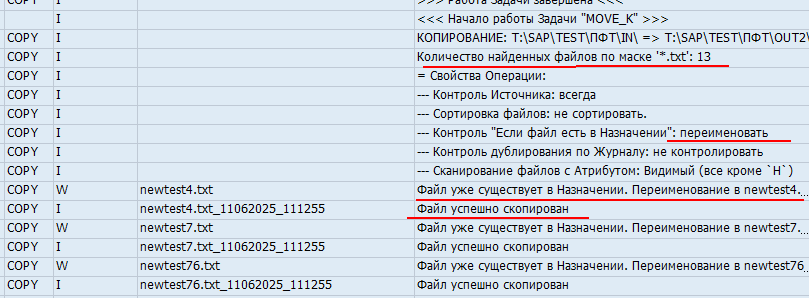 COPY I >>> Работа Задачи завершена <<<
I <<< Начало работы Задачи "MOVE_K" >>>
COPY I КОПИРОВАНИЕ: T:\SAP\TEST\ПФТ\IN\ => T:\SAP\TEST\ПФТ\OUT2\
COPY I Количество найденных файлов по маске '*.txt': 13
COPY I = Свойства Операции:
COPY I --- Контроль Источника: всегда
COPY I --- Сортировка файлов: не сортировать.
COPY I --- Контроль "Если файл есть в Назначении": переименовать
COPY I --- Контроль дублирования по Журналу: не контролировать
COPY I --- Сканирование файлов с Атрибутом: Видимый (все кроме `H`)
COPY W newtest4.txt Файл уже существует в Назначении. Переименование в newtest4....
COPY I newtest4.txt_11062025_111255 Файл успешно скопирован
COPY W newtest7.txt Файл уже существует в Назначении. Переименование в newtest7....
COPY I newtest7.txt_11062025_111255 Файл успешно скопирован
COPY W newtest76.txt Файл уже существует в Назначении. Переименование в newtest76...
COPY I newtest76.txt_11062025_111255 Файл успешно скопирован